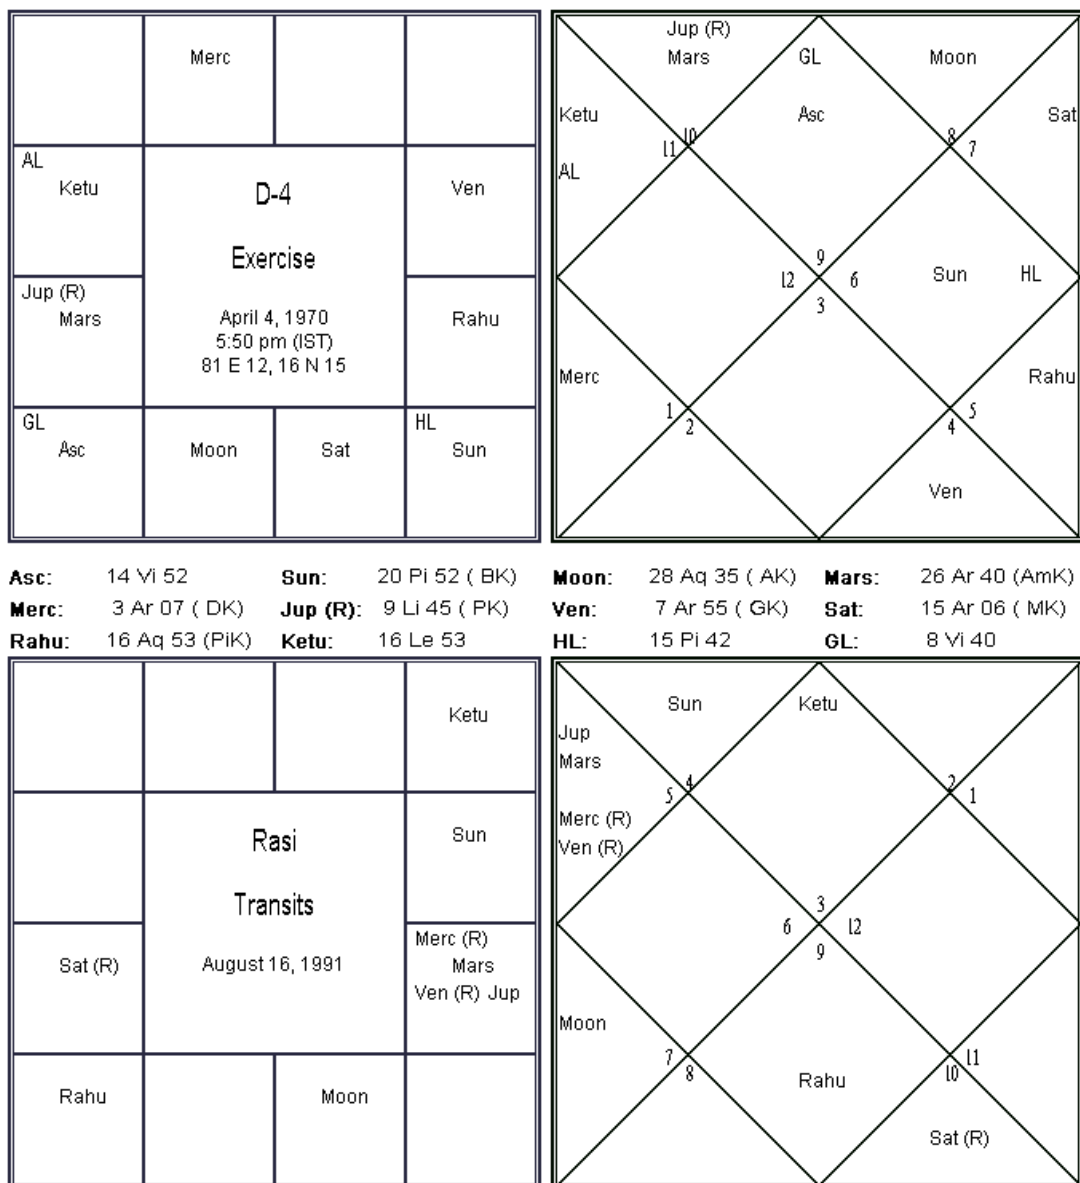 Merc
AL
Ketu
Ven
D-4
Exercise
April 4, 1970
5:50 pm (IST)
81 E 12, 16 N 15
Jup (R)
Mars
Rahu
GL
Asc
Moon
Sat
HL
Sun
Jup (R)
Mars
GL
Moon
Ketu
Asc
Sat
10
8
11
7
AL
9
12
6
3
Sun
HL
Merc
Rahu
1
5
2
4
Ven
Asc: 14 Vi 52 Sun: 20 Pi 52 ( BK) Moon: 28 Aq 35 ( AK) Mars: 26 Ar 40 (AmK)
Merc: 3 Ar 07 ( DK) Jup (R): 9 Li 45 ( PK) Ven: 7 Ar 55 ( GK) Sat: 15 Ar 06 ( MK)
Rahu: 16 Aq 53 (PiK) Ketu: 16 Le 53 HL: 15 Pi 42 GL: 8 Vi 40
Ketu
Sun
Rasi
Transits
August 16, 1991
Sat (R)
Merc (R)
Mars
Ven (R) Jup
Rahu
Moon
Sun
Ketu
Jup
Mars
4
2
5
1
Merc (R)
Ven (R)
3
6
12
9
Moon
7
11
8
10
Rahu
Sat (R)